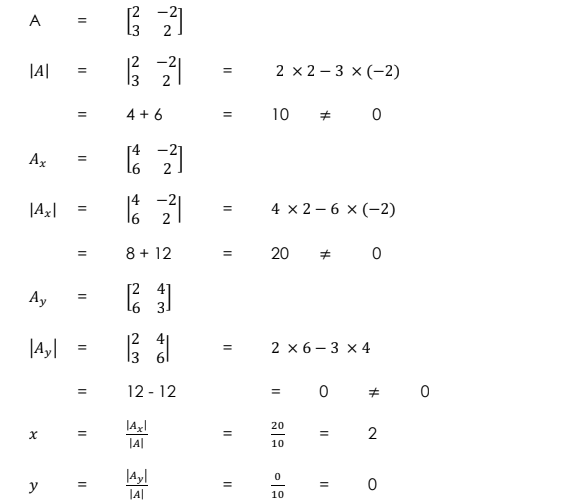 A = [2 −2; 3 2]
|A| = |2 −2; 3 2| = 2 × 2 − 3 × (−2)
= 4 + 6 = 10 ≠ 0
Aₓ = [4 −2; 6 2]
|Aₓ| = |4 −2; 6 2| = 4 × 2 − 6 × (−2)
= 8 + 12 = 20 ≠ 0
A_y = [2 4; 6 3]
|A_y| = |2 4; 3 6| = 2 × 6 − 3 × 4
= 12 - 12 = 0 ≠ 0
x = |Aₓ|/|A| = 20/10 = 2
y = |A_y|/|A| = 0/10 = 0